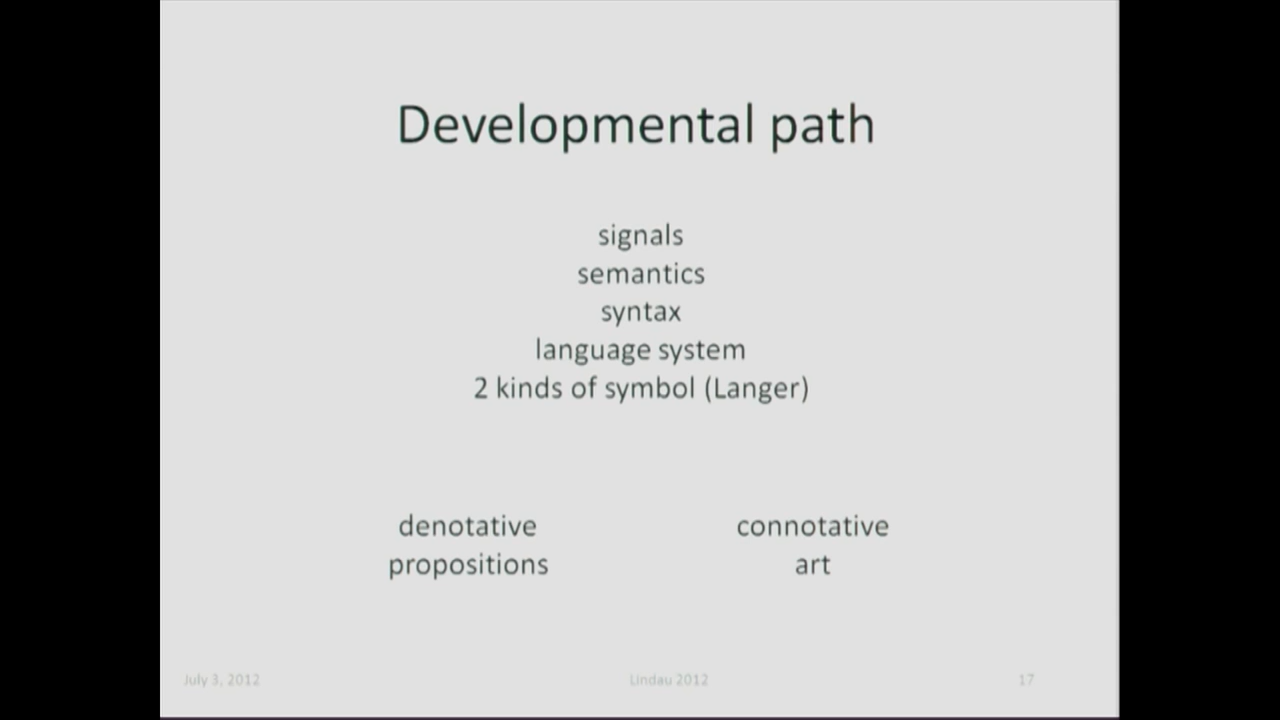 Developmental path
signals
semantics
syntax
language system
2 kinds of symbol (Langer)
denotative
propositions
connotative
art
July 3, 2012
Lindau 2012
17